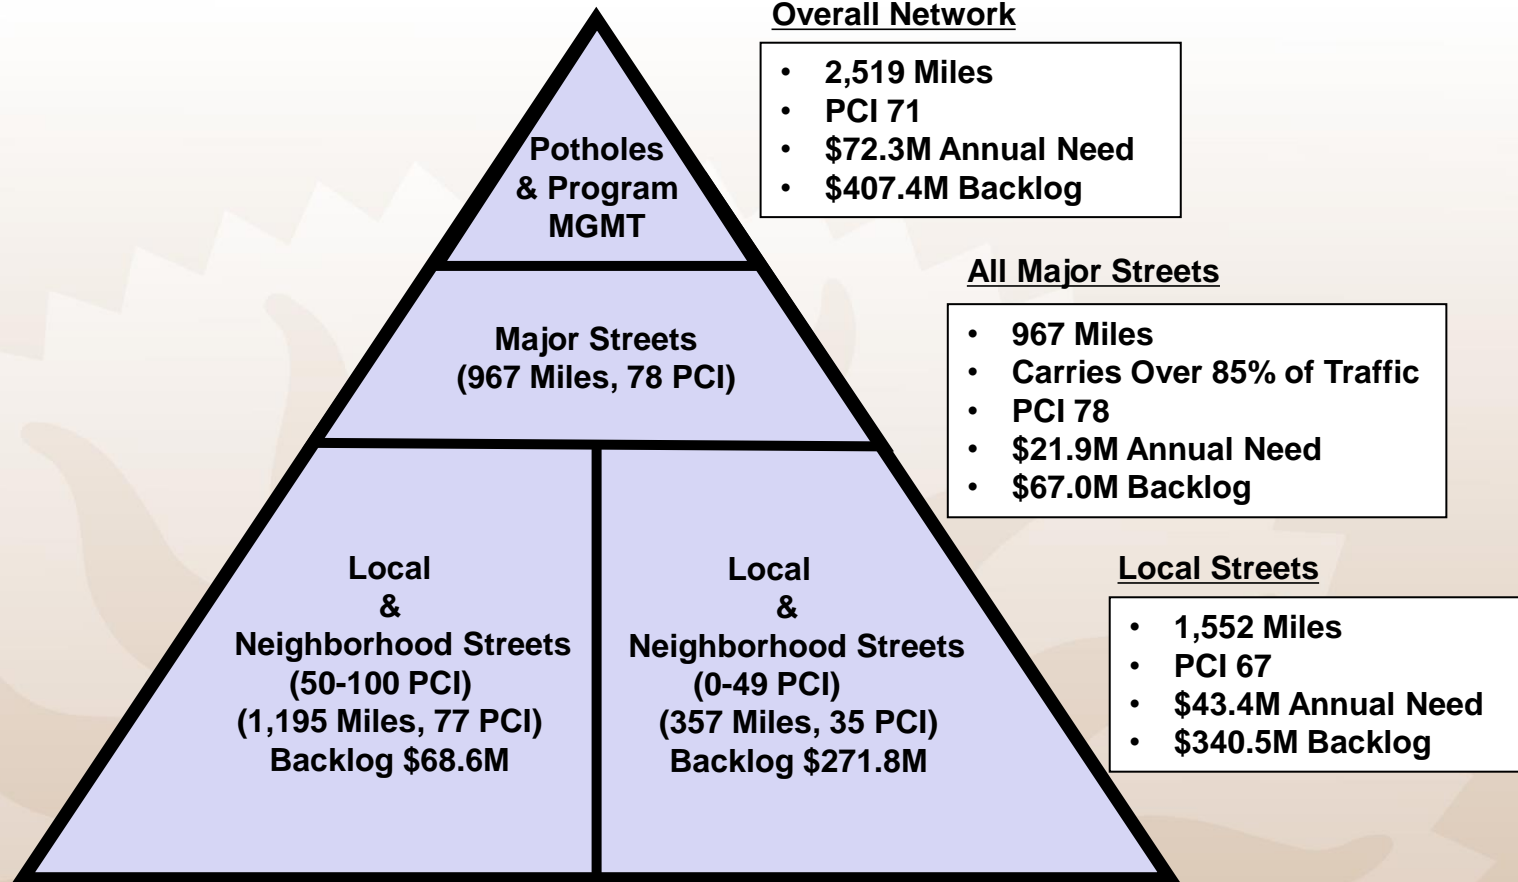 Overall Network
• 2,519 Miles
• PCI 71
• $72.3M Annual Need
• $407.4M Backlog
Potholes
& Program
MGMT
All Major Streets
• 967 Miles
• Carries Over 85% of Traffic
• PCI 78
• $21.9M Annual Need
• $67.0M Backlog
Major Streets
(967 Miles, 78 PCI)
Local
&
Neighborhood Streets
(50-100 PCI)
(1,195 Miles, 77 PCI)
Backlog $68.6M
Local
&
Neighborhood Streets
(0-49 PCI)
(357 Miles, 35 PCI)
Backlog $271.8M
Local Streets
• 1,552 Miles
• PCI 67
• $43.4M Annual Need
• $340.5M Backlog